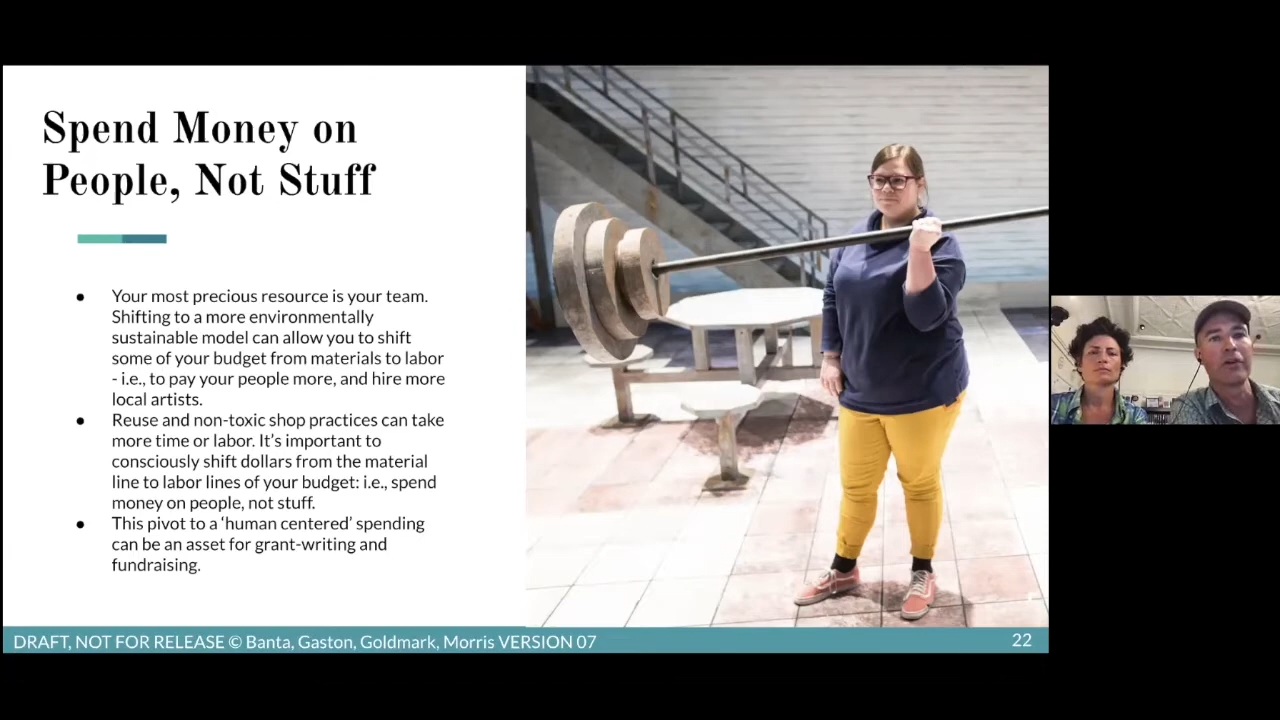 Spend Money on
People, Not Stuff
● Your most precious resource is your team.
Shifting to a more environmentally
sustainable model can allow you to shift
some of your budget from materials to labor
- i.e., to pay your people more, and hire more
local artists.
● Reuse and non-toxic shop practices can take
more time or labor. It's important to
consciously shift dollars from the material
line to labor lines of your budget: i.e., spend
money on people, not stuff.
● This pivot to a ‘human centered’ spending
can be an asset for grant-writing and
fundraising.
DRAFT, NOT FOR RELEASE © Banta, Gaston, Goldmark, Morris VERSION 07
22